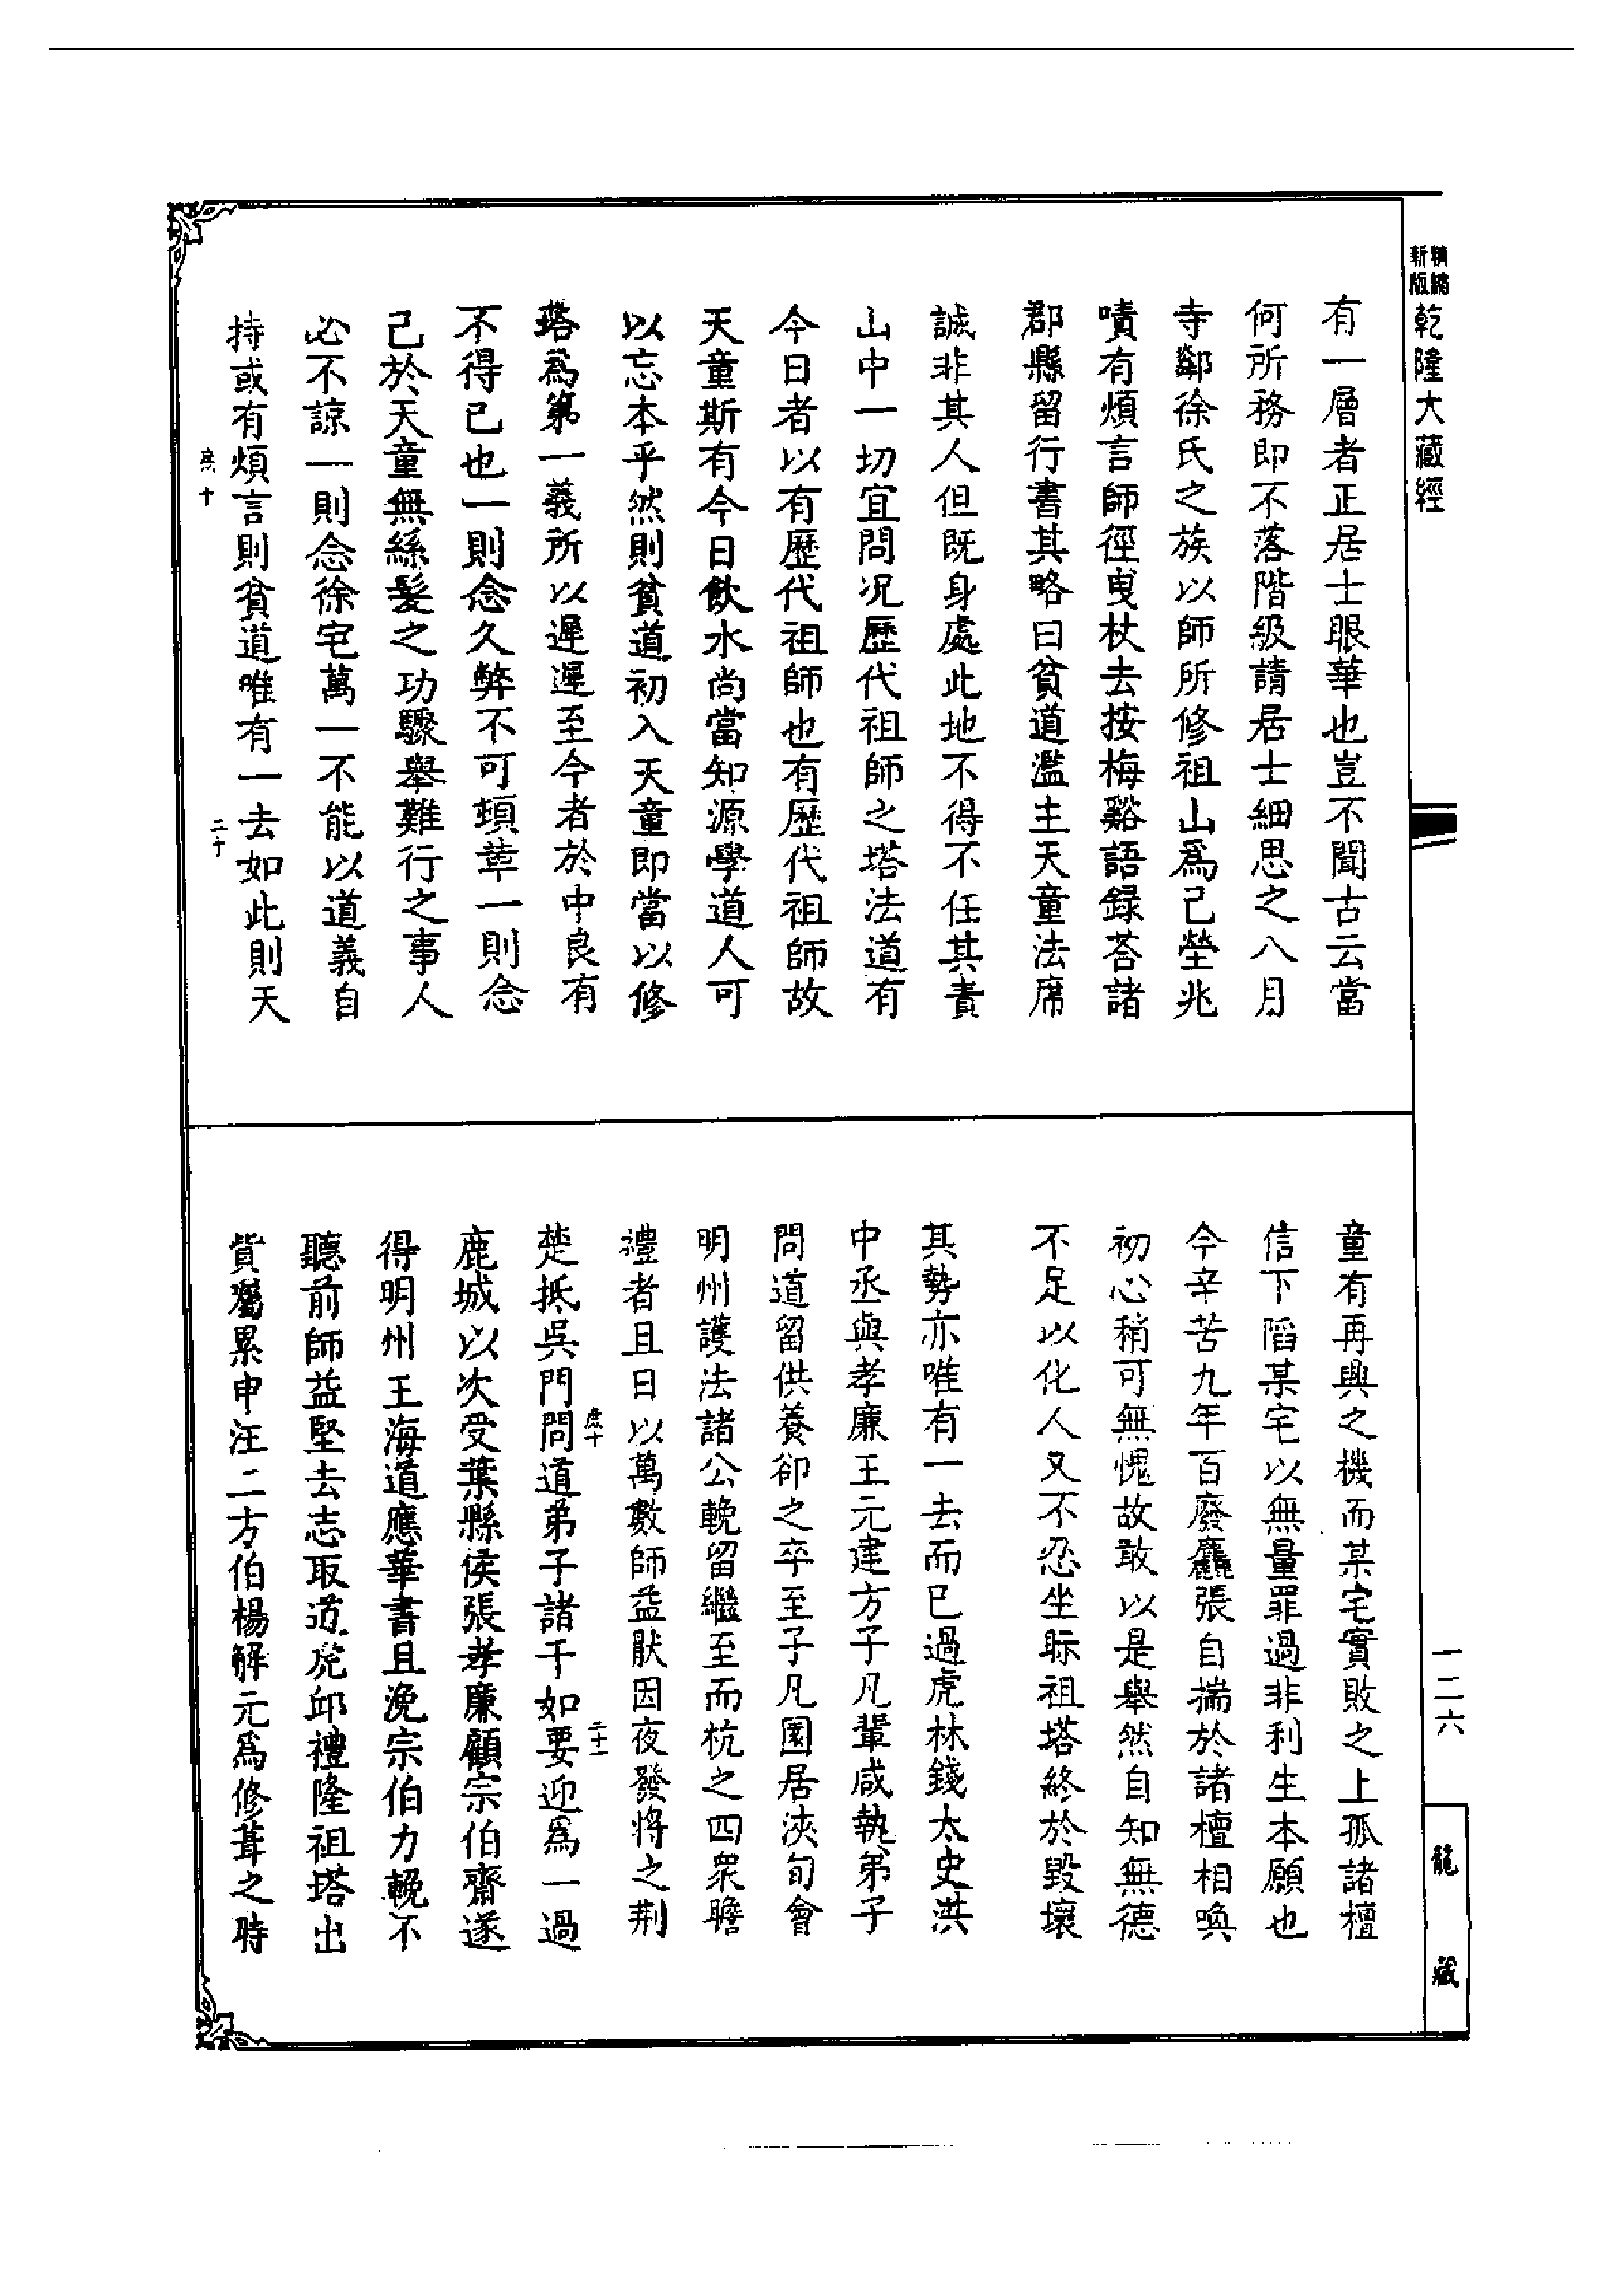 新版
精縮
乾隆大藏經
有一層者正居士眼華也豈不聞古云當
何所務即不落階級請居士細思之八月
寺鄰徐氏之族以師所修祖山爲己塋兆
嘖有煩言師徑曳杖去按梅谿語録荅諸
郡縣留行書其略曰貧道濫主天童法席
誠非其人但既身處此地不得不任其責
山中一切宜問况歷代祖師之塔法道有
今日者以有歷代祖師也有歷代祖師故
天童斯有今日飲水尚當知源學道人可
以忘本乎然則貧道初入天童即當以修
塔爲第一義所以遲遲至今者於中良有
不得已也一則念久弊不可頓葺一則念
己於天童無絲髮之功驟舉難行之事人
必不諒一則念徐宅萬一不能以道義自
持或有煩言則貧道唯有一去如此則天
庶十
二十
童有再興之機而某宅實敗之上孤諸檀
信下陷某宅以無量罪過非利生本願也
今辛苦九年百廢麤張自揣於諸檀相喚
初心稍可無愧故敢以是舉然自知無德
不足以化人又不忍坐眎祖塔終於毀壞
其勢亦唯有一去而已過虎林錢太史洪
中丞與孝廉王元建方子凡輩咸執弟子
問道留供養卻之卒至子凡園居浹旬會
明州護法諸公輓留繼至而杭之四眾瞻
禮者且日以萬數師益猒因夜發將之荆
庶十
二十一
楚抵吳門問道弟子諸千如要迎爲一過
鹿城以次受葉縣侯張孝廉顧宗伯齋遂
得明州王海道應華書且浼宗伯力輓不
聽前師益堅去志取道虎邱禮隆祖塔出
貲屬累申汪二方伯楊解元爲修葺之時
一二六
龍藏